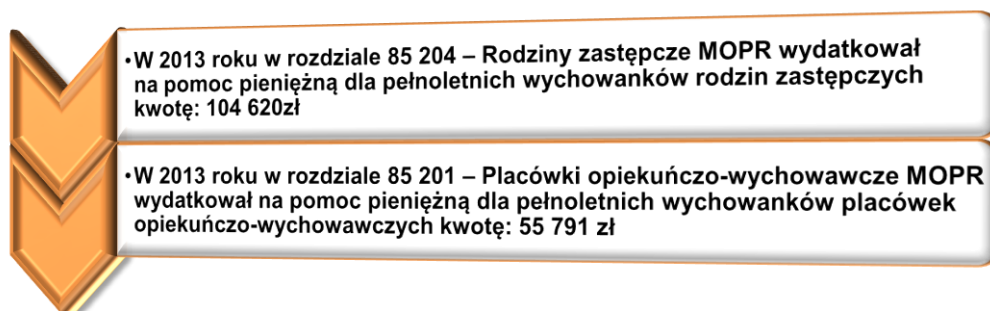 •W 2013 roku w rozdziale 85 204 – Rodziny zastępcze MOPR wydatkował
na pomoc pieniężną dla pełnoletnich wychowanków rodzin zastępczych
kwotę: 104 620zł
•W 2013 roku w rozdziale 85 201 – Placówki opiekuńczo-wychowawcze MOPR
wydatkował na pomoc pieniężną dla pełnoletnich wychowanków placówek
opiekuńczo-wychowawczych kwotę: 55 791 zł